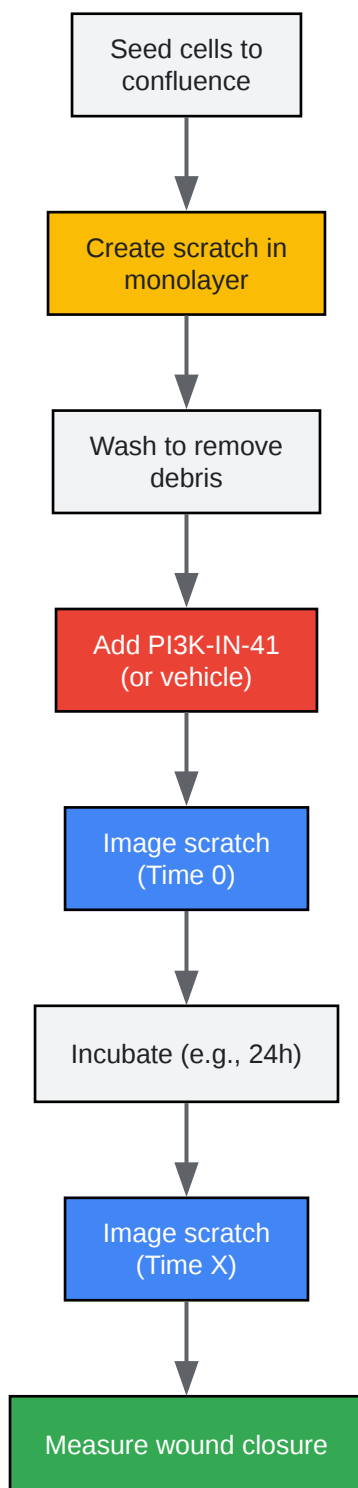 Seed cells to
confluence
Create scratch in
monolayer
Wash to remove
debris
Add PI3K-IN-41
(or vehicle)
Image scratch
(Time 0)
Incubate (e.g., 24h)
Image scratch
(Time X)
Measure wound closure